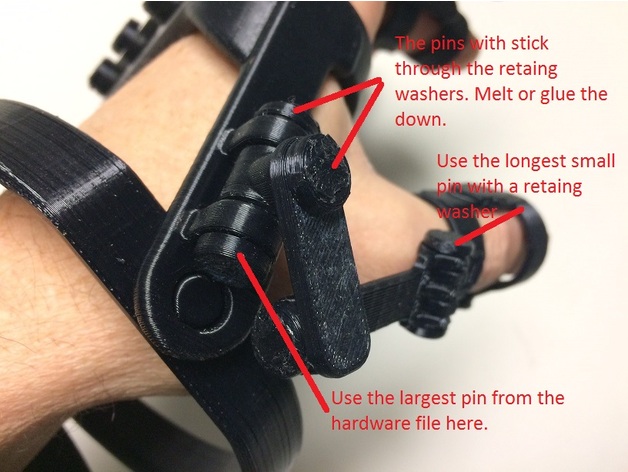 The pins with stick
through the retaing
washers. Melt or glue the
down.
Use the longest small
pin with a retaing
washer
Use the largest pin from the
hardware file here.